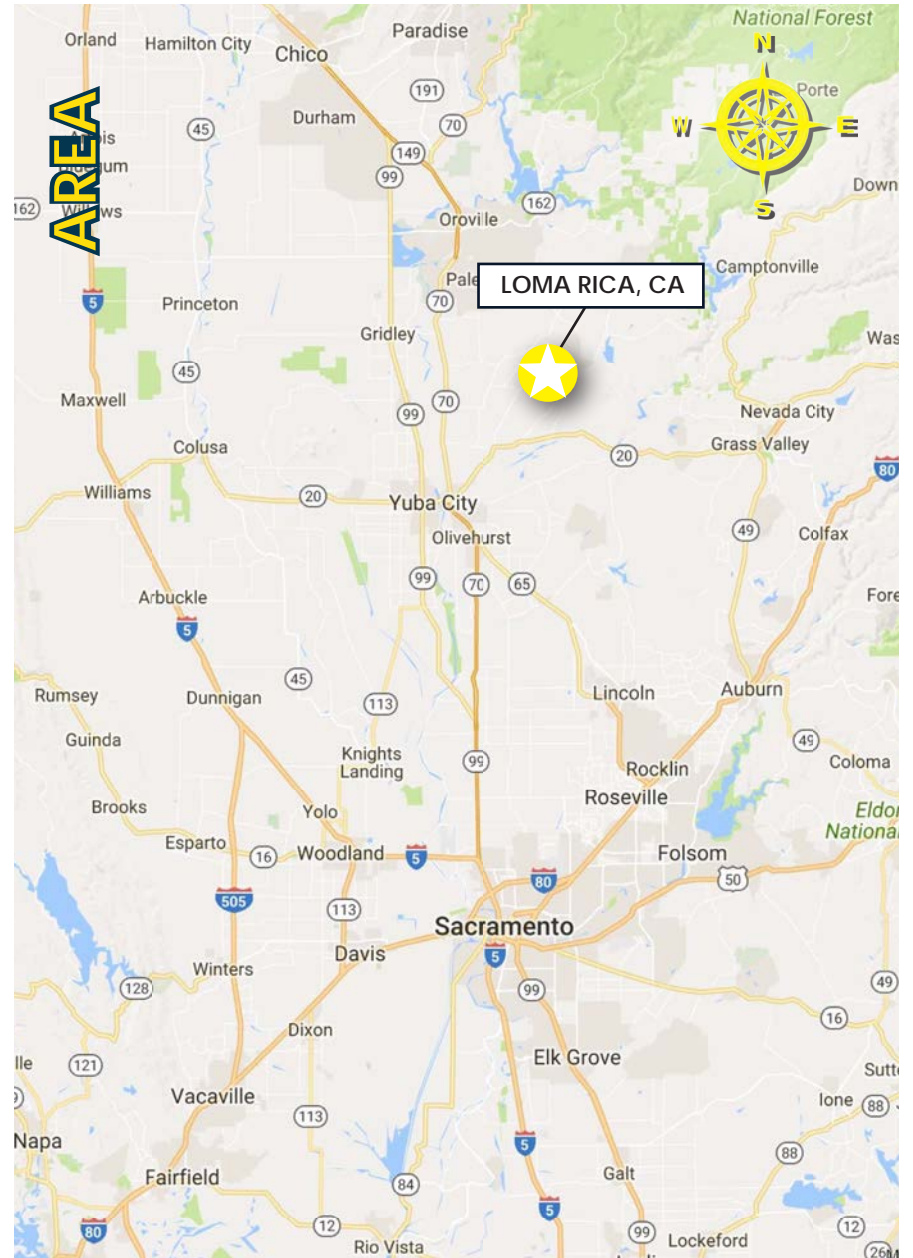 AREA
National Forest
N
W
E
S
Orland
Hamilton City
Paradise
Chico
191
Porte
Durham
70
45
149
99
Willows
162
162
Down
Oroville
Pale
LOMA RICA, CA
Camptonville
5
Princeton
70
Gridley
Was
45
Maxwell
99
70
Nevada City
Colusa
20
Grass Valley
80
Williams
20
Yuba City
49
Colfax
Olivehurst
99
70
65
Arbuckle
Fore
5
45
Rumsey
Dunnigan
113
Lincoln
Auburn
Guinda
49
Knights
Landing
99
Coloma
Rocklin
Brooks
Roseville
Yolo
Eldor
National
Esparto
16
Woodland
5
Folsom
80
50
505
113
Sacramento
Davis
5
Winters
99
49
128
16
Dixon
Elk Grove
lle
121
Sutte
Vacaville
Ione
88
113
Napa
5
88
Fairfield
Galt
84
5
12
12
80
99
Lockeford
Rio Vista
26